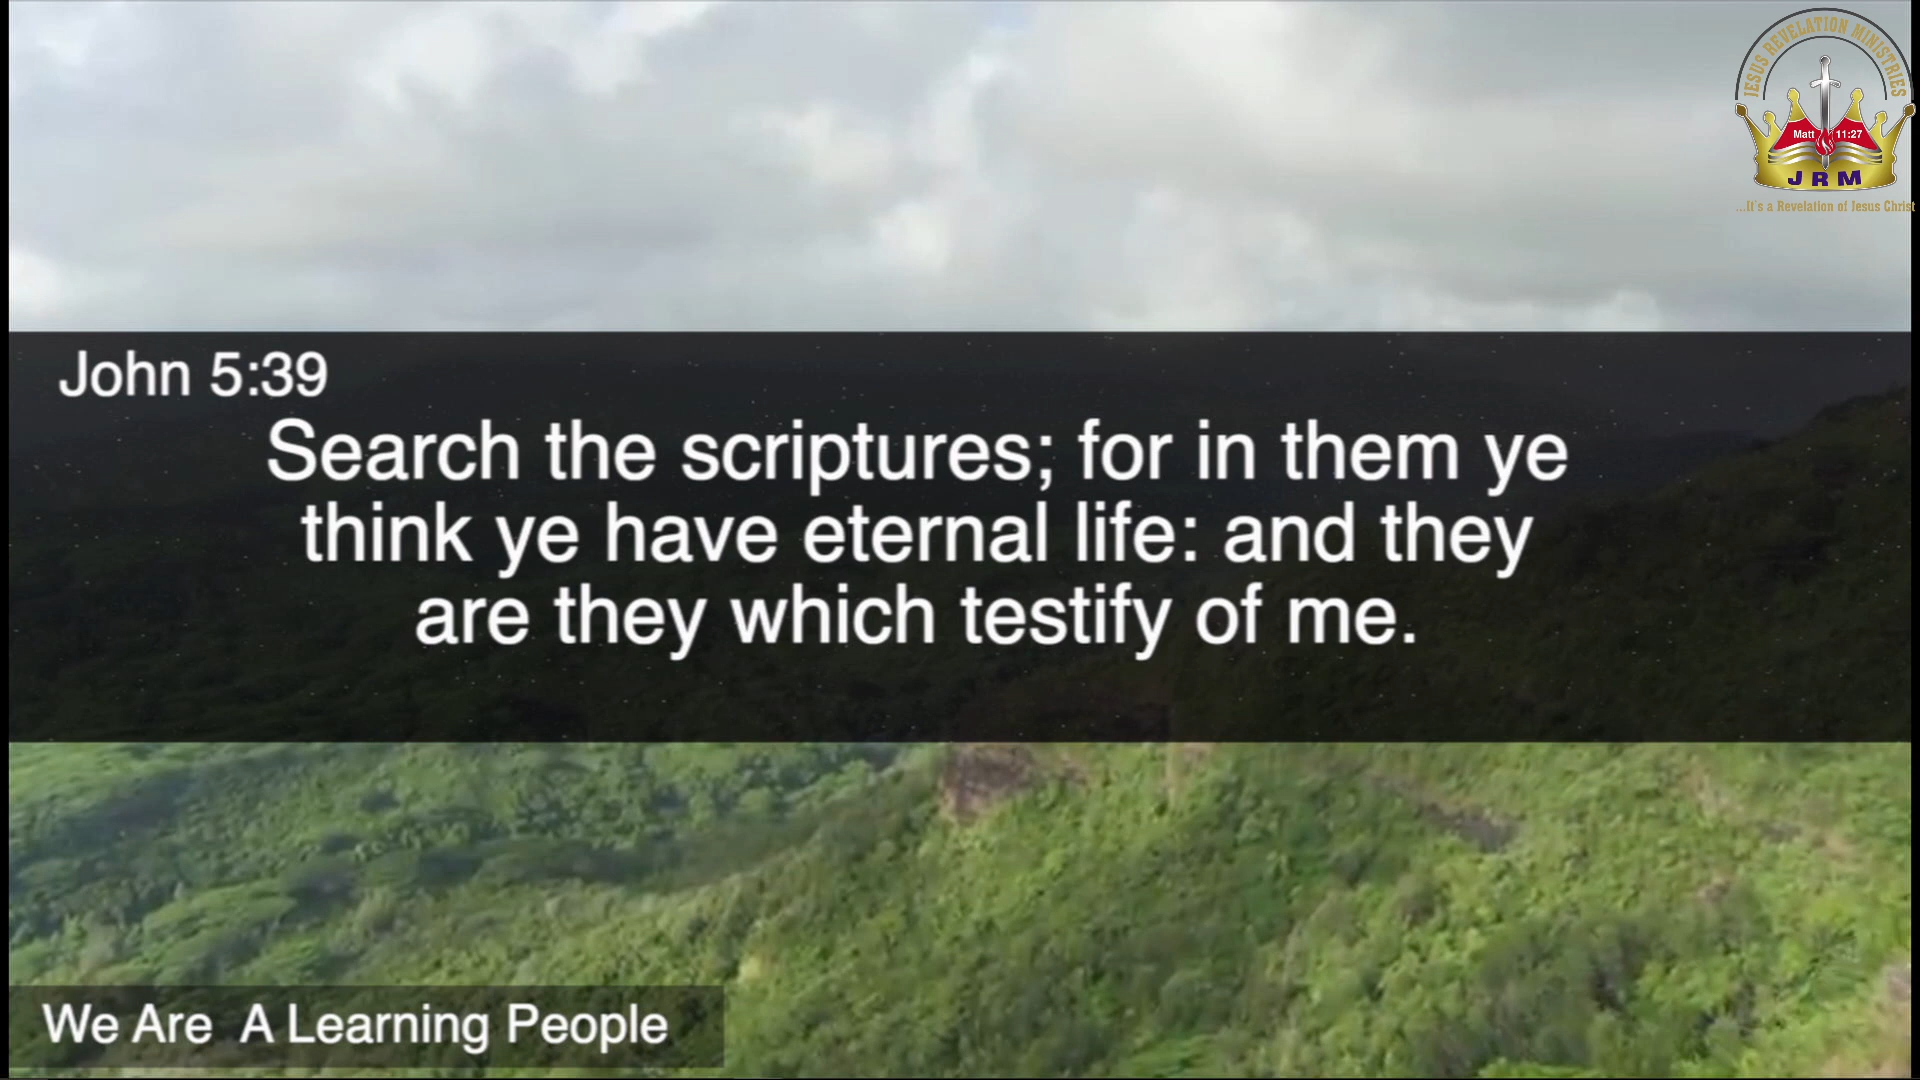 JESUS REVELATION MINISTRIES
Matt 11:27
JRM
...It's a Revelation of Jesus Christ
John 5:39
Search the scriptures; for in them ye
think ye have eternal life: and they
are they which testify of me.
We Are A Learning People